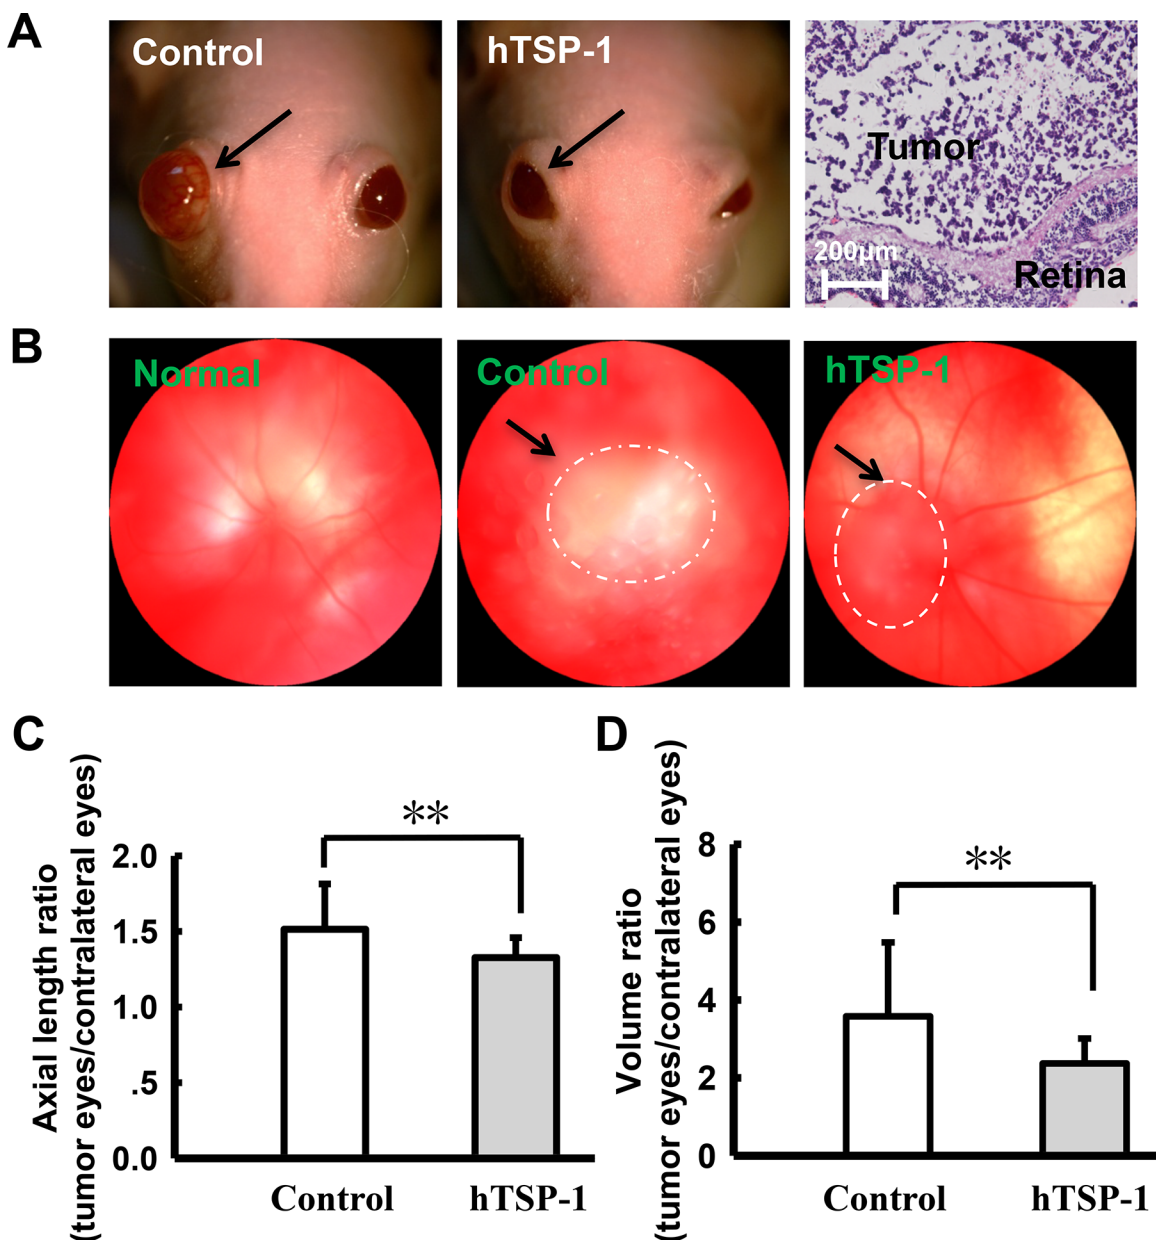 A
Control
hTSP-1
Tumor
200μm
Retina
B
Normal
Control
hTSP-1
C
Axial length ratio
(tumor eyes/contralateral eyes)
2.0
1.5
1.0
.5
0.0
**
Control
hTSP-1
D
Volume ratio
(tumor eyes/contralateral eyes)
8
6
4
2
0
**
Control
hTSP-1